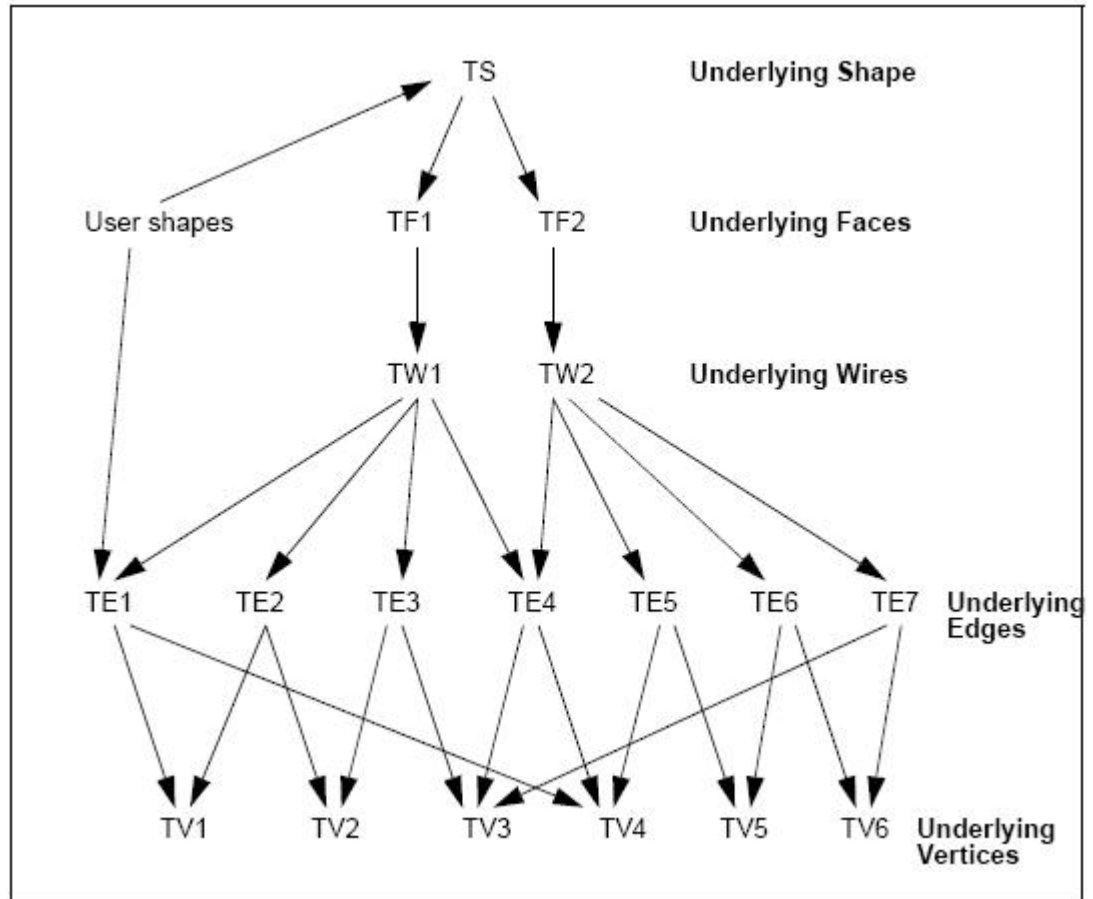 TS Underlying Shape
User shapes TF1 TF2 Underlying Faces
TW1 TW2 Underlying Wires
TE1 TE2 TE3 TE4 TE5 TE6 TE7 Underlying
Edges
TV1 TV2 TV3 TV4 TV5 TV6 Underlying
Vertices